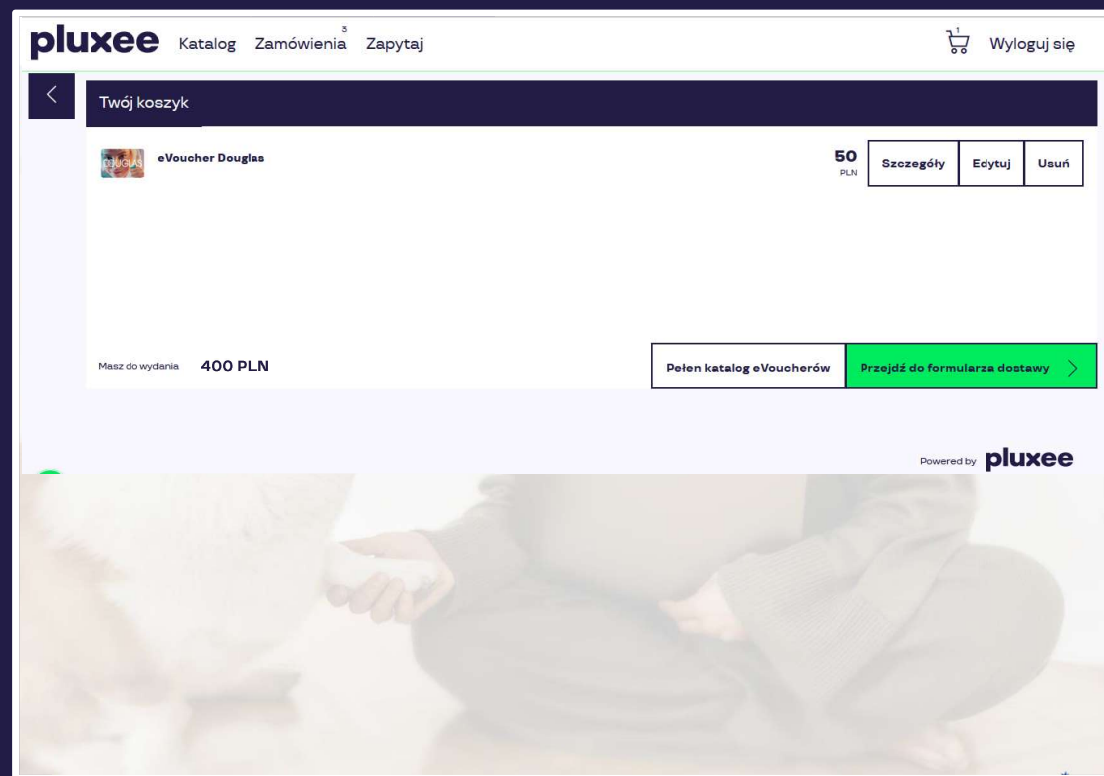 pluxee Katalog Zamówienia 3 Zapytaj 1 Wyloguj się
Twój koszyk
DOUGLAS eVoucher Douglas 50 PLN Szczegóły Edytuj Usuń
Masz do wydania 400 PLN Pełen katalog eVoucherów Przejdź do formularza dostawy
Powered by pluxee